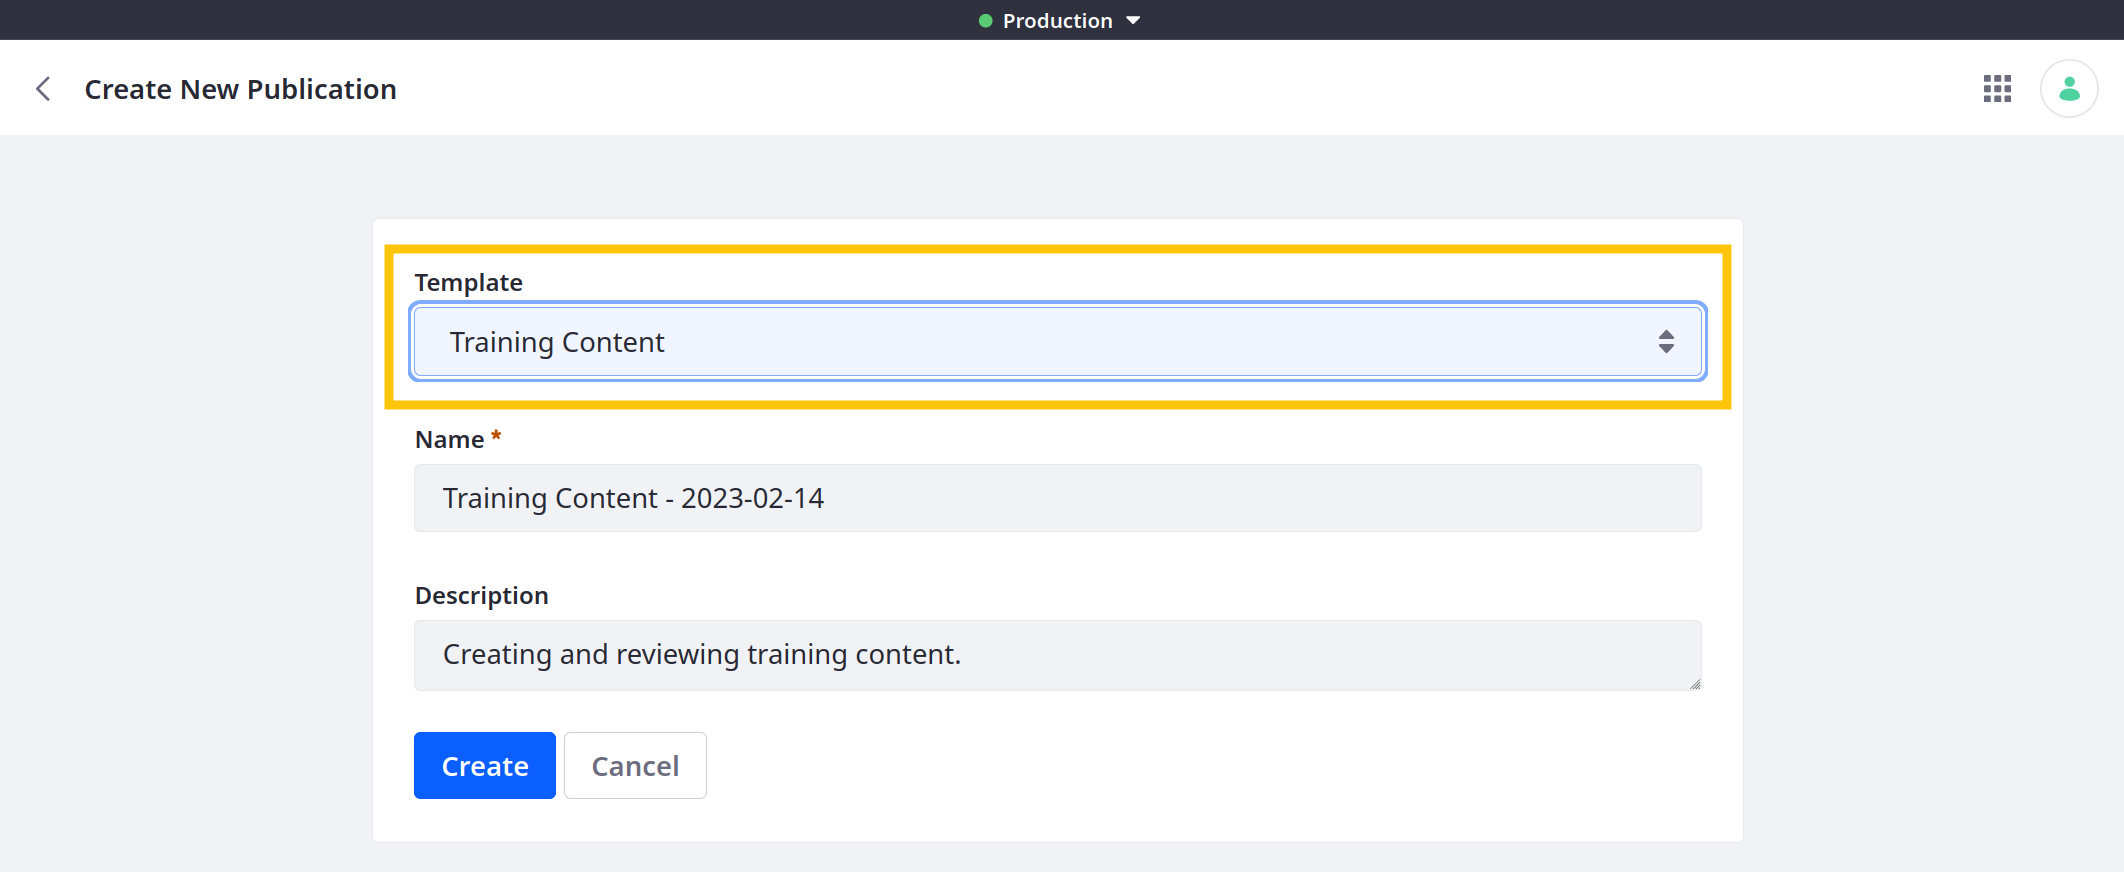 Production
Create New Publication
Template
Training Content
Name *
Training Content - 2023-02-14
Description
Creating and reviewing training content.
Create Cancel